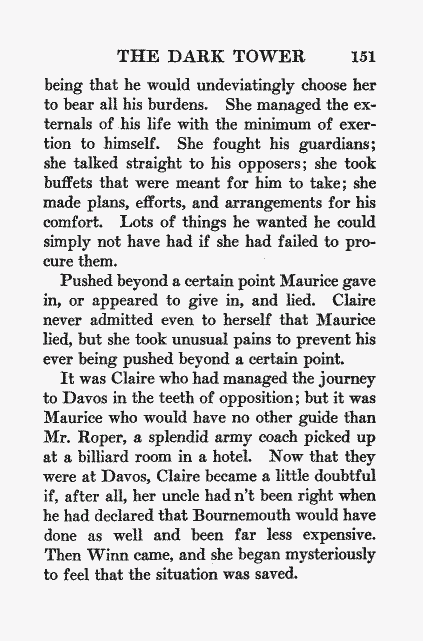 THE DARK TOWER 151
being that he would undeviatingly choose her
to bear all his burdens. She managed the ex-
ternals of his life with the minimum of exer-
tion to himself. She fought his guardians;
she talked straight to his opposers; she took
buffets that were meant for him to take; she
made plans, efforts, and arrangements for his
comfort. Lots of things he wanted he could
simply not have had if she had failed to pro-
cure them.
Pushed beyond a certain point Maurice gave
in, or appeared to give in, and lied. Claire
never admitted even to herself that Maurice
lied, but she took unusual pains to prevent his
ever being pushed beyond a certain point.
It was Claire who had managed the journey
to Davos in the teeth of opposition; but it was
Maurice who would have no other guide than
Mr. Roper, a splendid army coach picked up
at a billiard room in a hotel. Now that they
were at Davos, Claire became a little doubtful
if, after all, her uncle had n't been right when
he had declared that Bournemouth would have
done as well and been far less expensive.
Then Winn came, and she began mysteriously
to feel that the situation was saved.